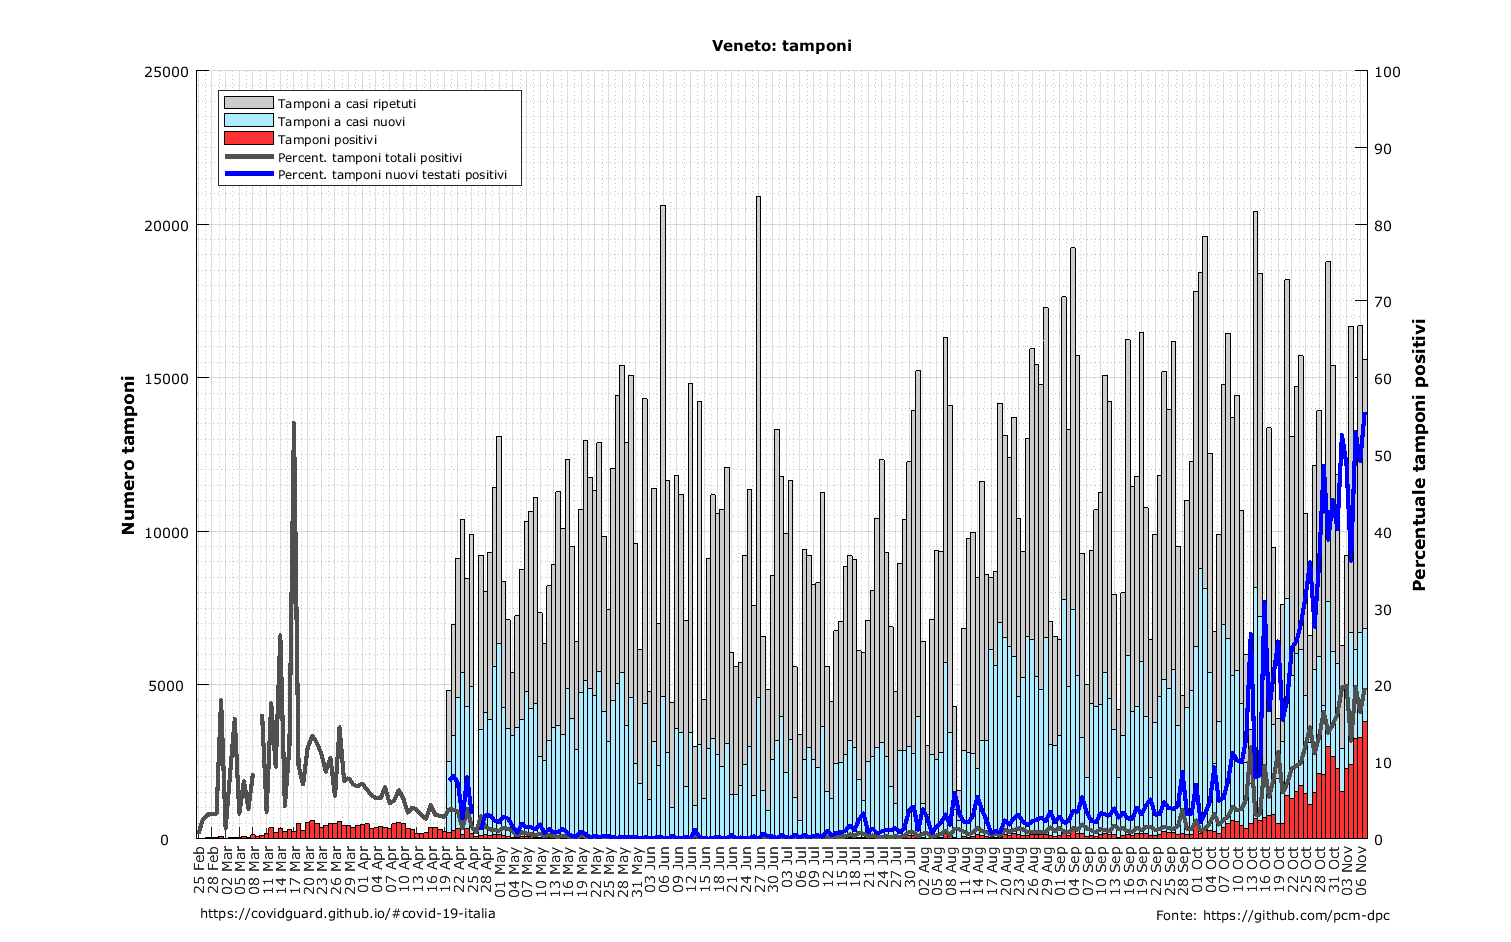 Veneto: tamponi
25000
20000
15000
10000
5000
0
Numero tamponi
100
90
80
70
60
50
40
30
20
10
0
Percentuale tamponi positivi
Tamponi a casi ripetuti
Tamponi a casi nuovi
Tamponi positivi
Percent. tamponi totali positivi
Percent. tamponi nuovi testati positivi
25 Feb
28 Feb
02 Mar
05 Mar
08 Mar
11 Mar
14 Mar
17 Mar
20 Mar
23 Mar
26 Mar
29 Mar
01 Apr
04 Apr
07 Apr
10 Apr
13 Apr
16 Apr
19 Apr
22 Apr
25 Apr
28 Apr
01 May
04 May
07 May
10 May
13 May
16 May
19 May
22 May
25 May
28 May
31 May
03 Jun
06 Jun
09 Jun
12 Jun
15 Jun
18 Jun
21 Jun
24 Jun
27 Jun
30 Jun
03 Jul
06 Jul
09 Jul
12 Jul
15 Jul
18 Jul
21 Jul
24 Jul
27 Jul
30 Jul
02 Aug
05 Aug
08 Aug
11 Aug
14 Aug
17 Aug
20 Aug
23 Aug
26 Aug
29 Aug
01 Sep
04 Sep
07 Sep
10 Sep
13 Sep
16 Sep
19 Sep
22 Sep
25 Sep
28 Sep
01 Oct
04 Oct
07 Oct
10 Oct
13 Oct
16 Oct
19 Oct
22 Oct
25 Oct
28 Oct
31 Oct
03 Nov
06 Nov
https://covidguard.github.io/#covid-19-italia
Fonte: https://github.com/pcm-dpc